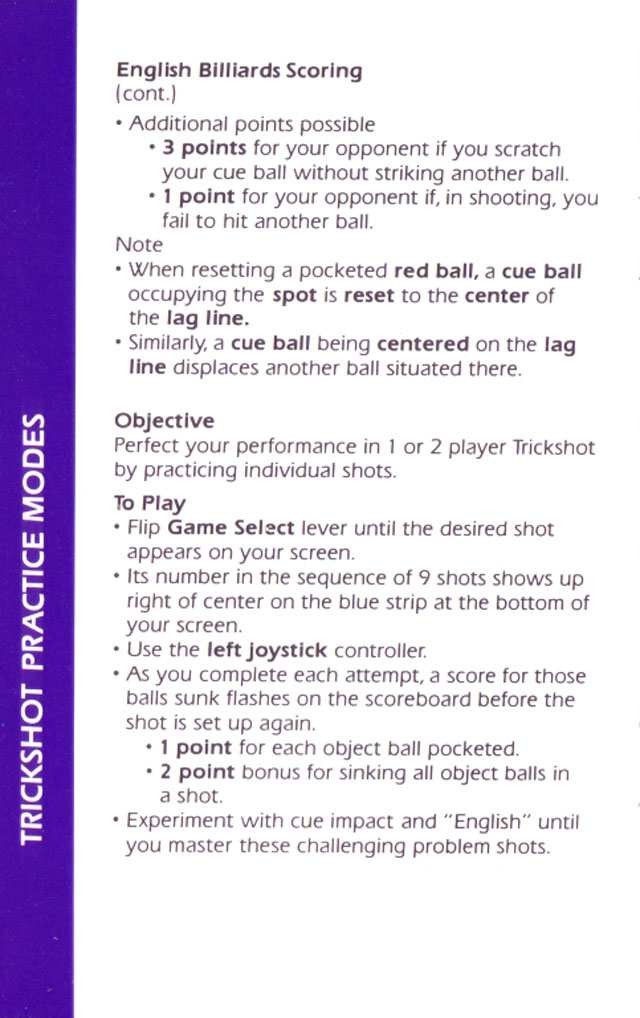 English Billiards Scoring
(cont.)
• Additional points possible
• 3 points for your opponent if you scratch
your cue ball without striking another ball.
• 1 point for your opponent if, in shooting, you
fail to hit another ball.
Note
• When resetting a pocketed red ball, a cue ball
occupying the spot is reset to the center of
the lag line.
• Similarly, a cue ball being centered on the lag
line displaces another ball situated there.
Objective
Perfect your performance in 1 or 2 player Trickshot
by practicing individual shots.
To Play
• Flip Game Select lever until the desired shot
appears on your screen.
• Its number in the sequence of 9 shots shows up
right of center on the blue strip at the bottom of
your screen.
• Use the left joystick controller.
• As you complete each attempt, a score for those
balls sunk flashes on the scoreboard before the
shot is set up again.
• 1 point for each object ball pocketed.
• 2 point bonus for sinking all object balls in
a shot.
• Experiment with cue impact and "English" until
you master these challenging problem shots.
TRICKSHOT PRACTICE MODES